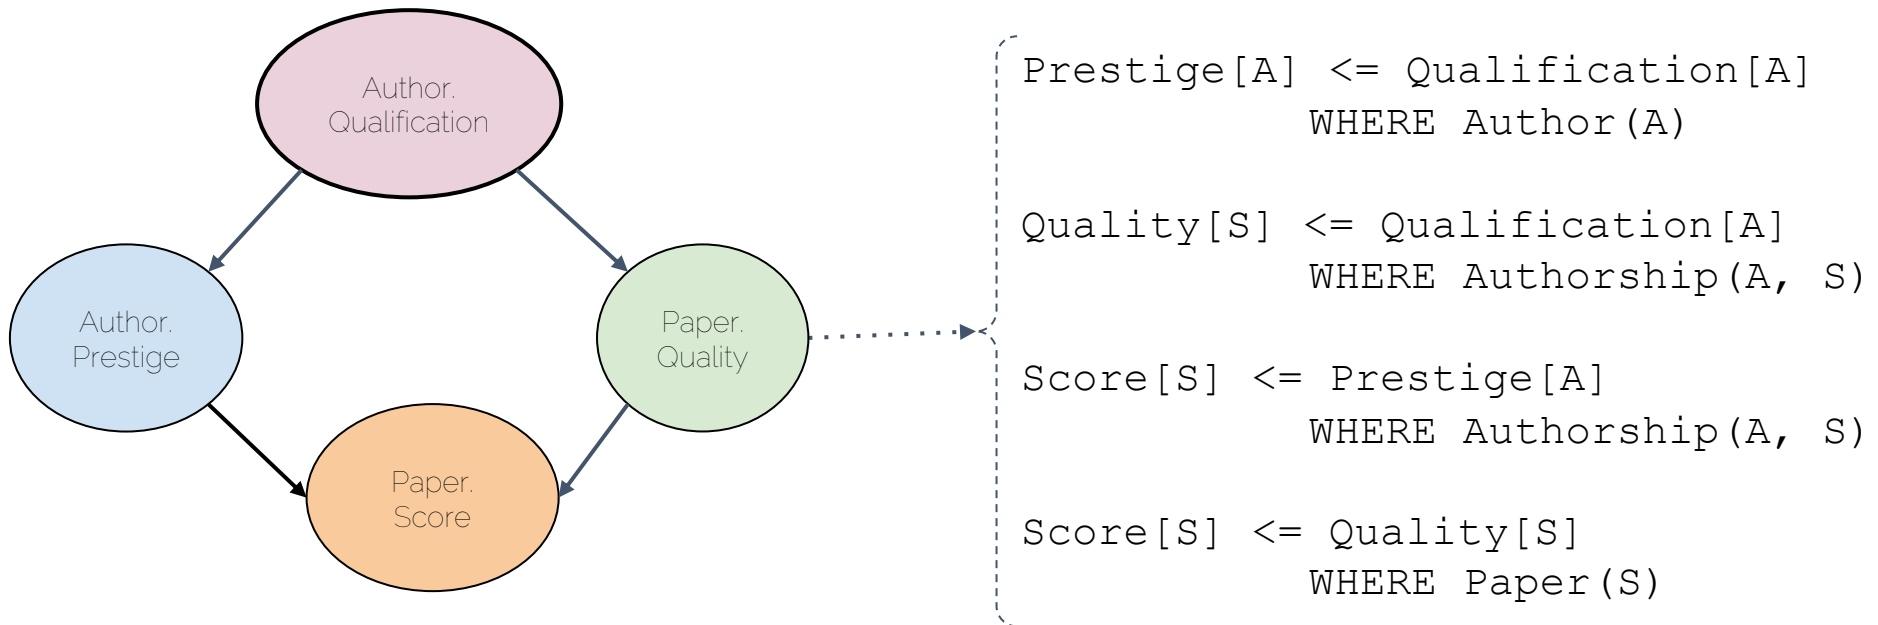 Author.
Qualification
Author.
Prestige
Paper.
Quality
Paper.
Score
Prestige[A] <= Qualification[A]
WHERE Author(A)
Quality[S] <= Qualification[A]
WHERE Authorship(A, S)
Score[S] <= Prestige[A]
WHERE Authorship(A, S)
Score[S] <= Quality[S]
WHERE Paper(S)